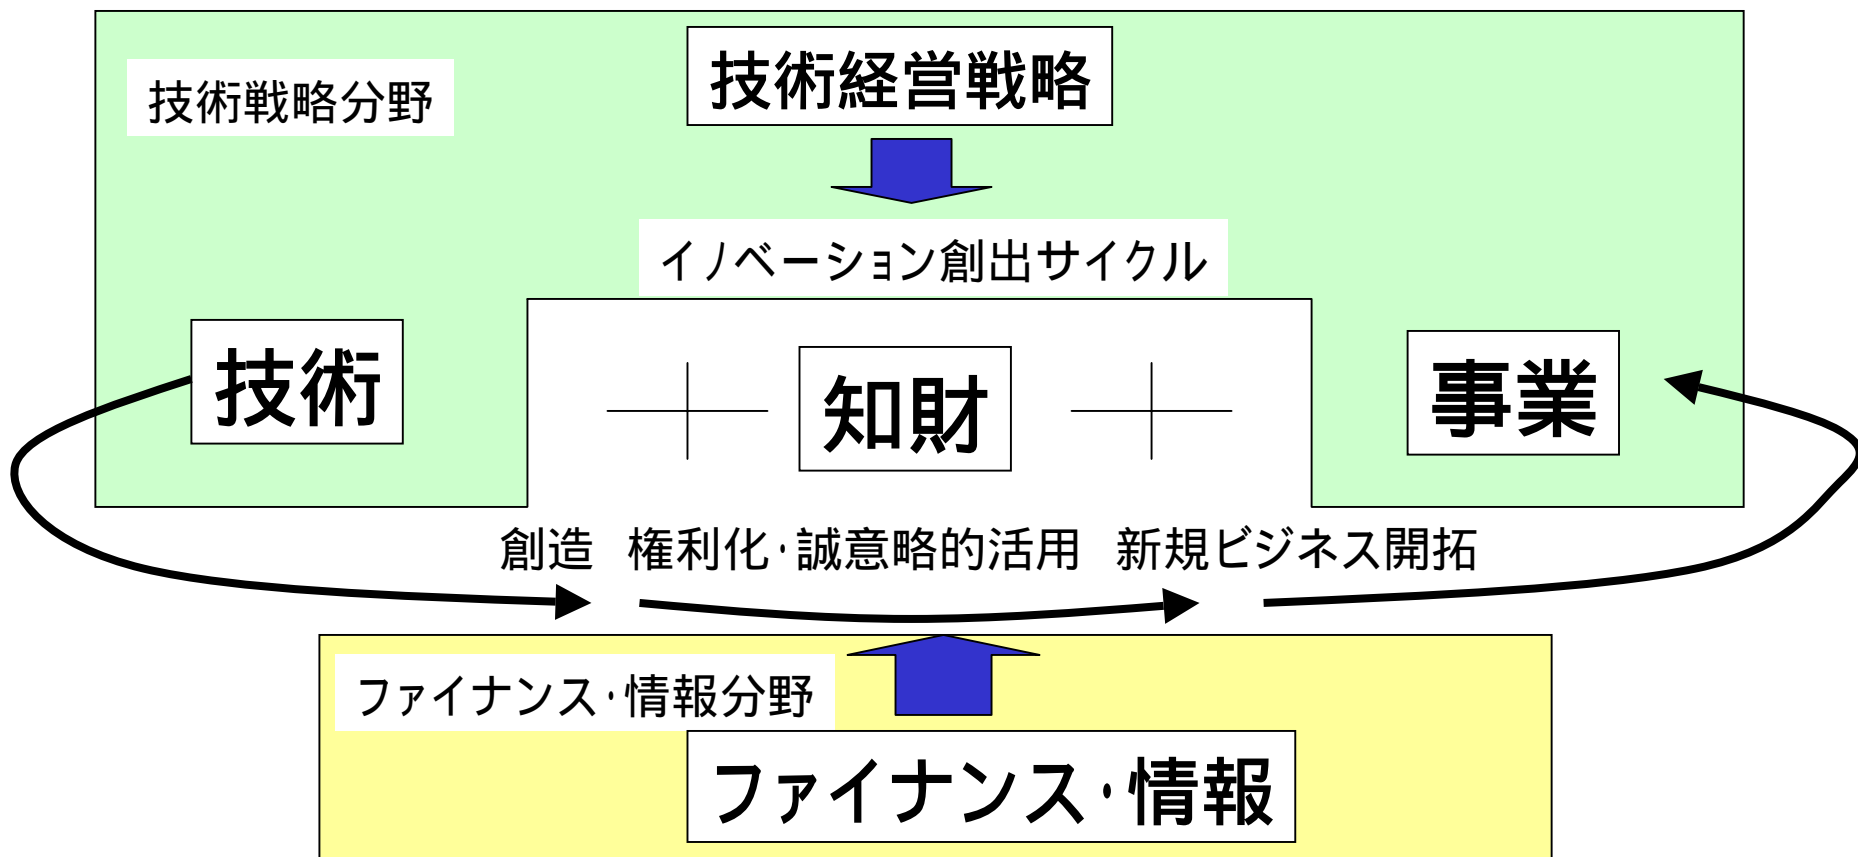 技術経営戦略
技術戦略分野
イノベーション創出サイクル
技術
知財
事業
創造 権利化・誠意略的活用 新規ビジネス開拓
ファイナンス・情報分野
ファイナンス・情報